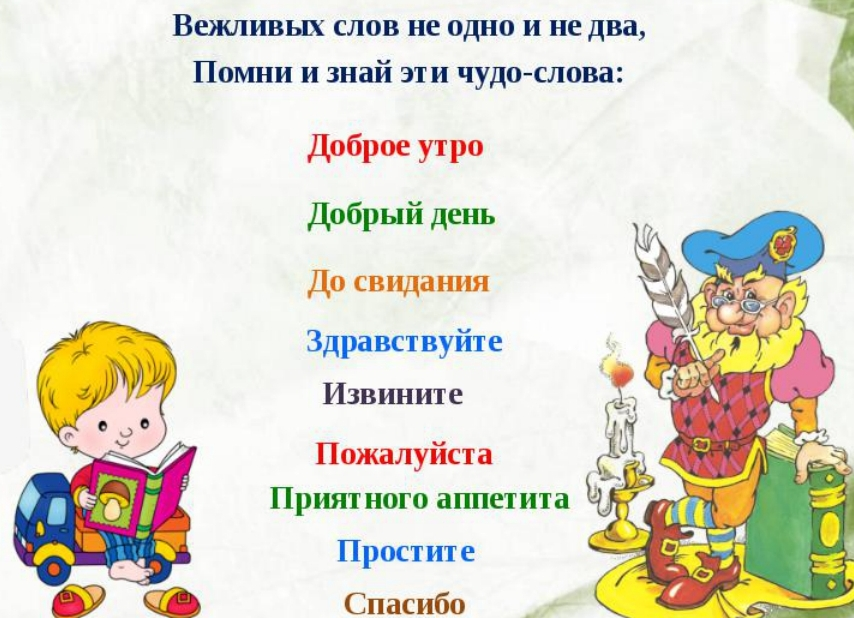 Вежливых слов не одно и не два,
Помни и знай эти чудо-слова:
Доброе утро
Добрый день
До свидания
Здравствуйте
Извините
Пожалуйста
Приятного аппетита
Простите
Спасибо